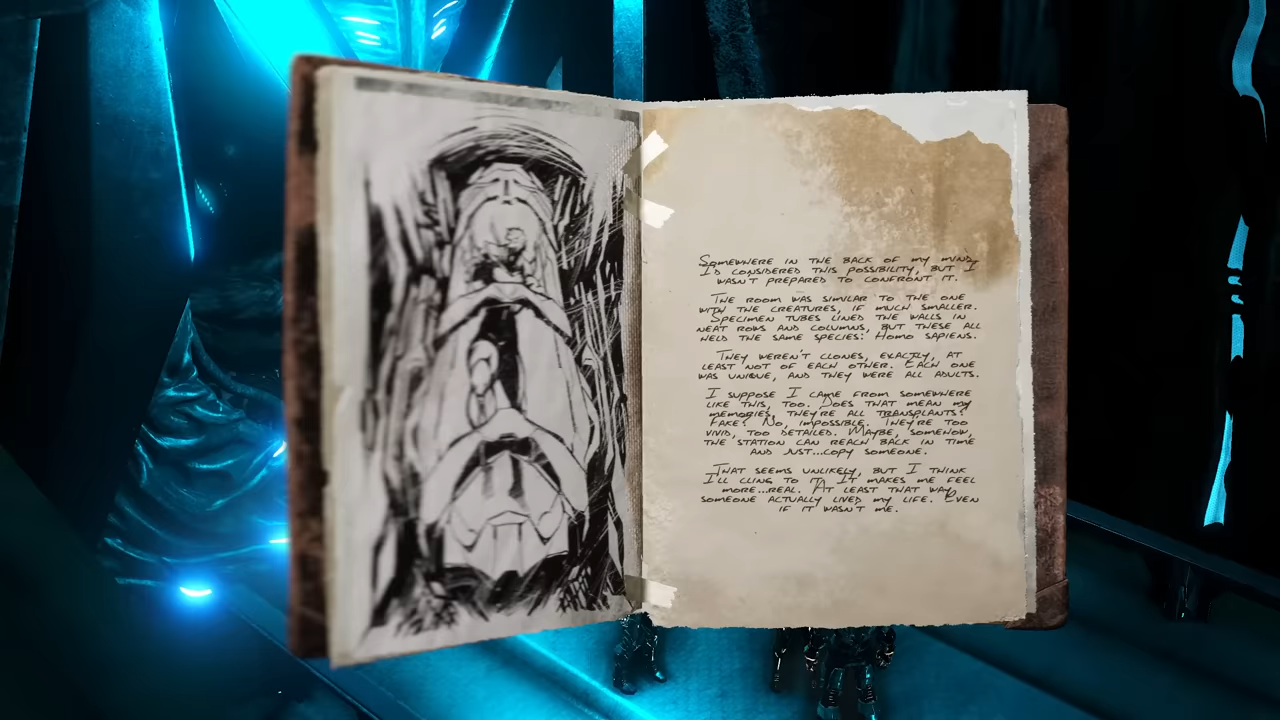 SOMEWHERE IN THE BACK OF MY MIND,
I'D CONSIDERED THIS POSSIBILITY, BUT I
WASN'T PREPARED TO CONFRONT IT.
THE ROOM WAS SIMILAR TO THE ONE
WITH THE CREATURES, IF MUCH SMALLER.
SPECIMEN TUBES LINED THE WALLS IN
NEAT ROWS AND COLUMNS, BUT THESE ALL
HELD THE SAME SPECIES: HOMO SAPIENS.
THEY WEREN'T CLONES, EXACTLY, AT
LEAST NOT OF EACH OTHER. EACH ONE
WAS UNIQUE, AND THEY WERE ALL ADULTS.
I SUPPOSE I CAME FROM SOMEWHERE
LIKE THIS, TOO. DOES THAT MEAN MY
MEMORIES, THEY'RE ALL TRANSPLANTS?
FAKE? NO, IMPOSSIBLE. THEY'RE TOO
VIVID, TOO DETAILED. MAYBE, SOMEHOW,
THE STATION CAN REACH BACK IN TIME
AND JUST...COPY SOMEONE.
THAT SEEMS UNLIKELY, BUT I THINK
I'LL CLING TO IT. IT MAKES ME FEEL
MORE...REAL. AT LEAST THAT WAY,
SOMEONE ACTUALLY LIVED MY LIFE. EVEN
IF IT WASN'T ME.